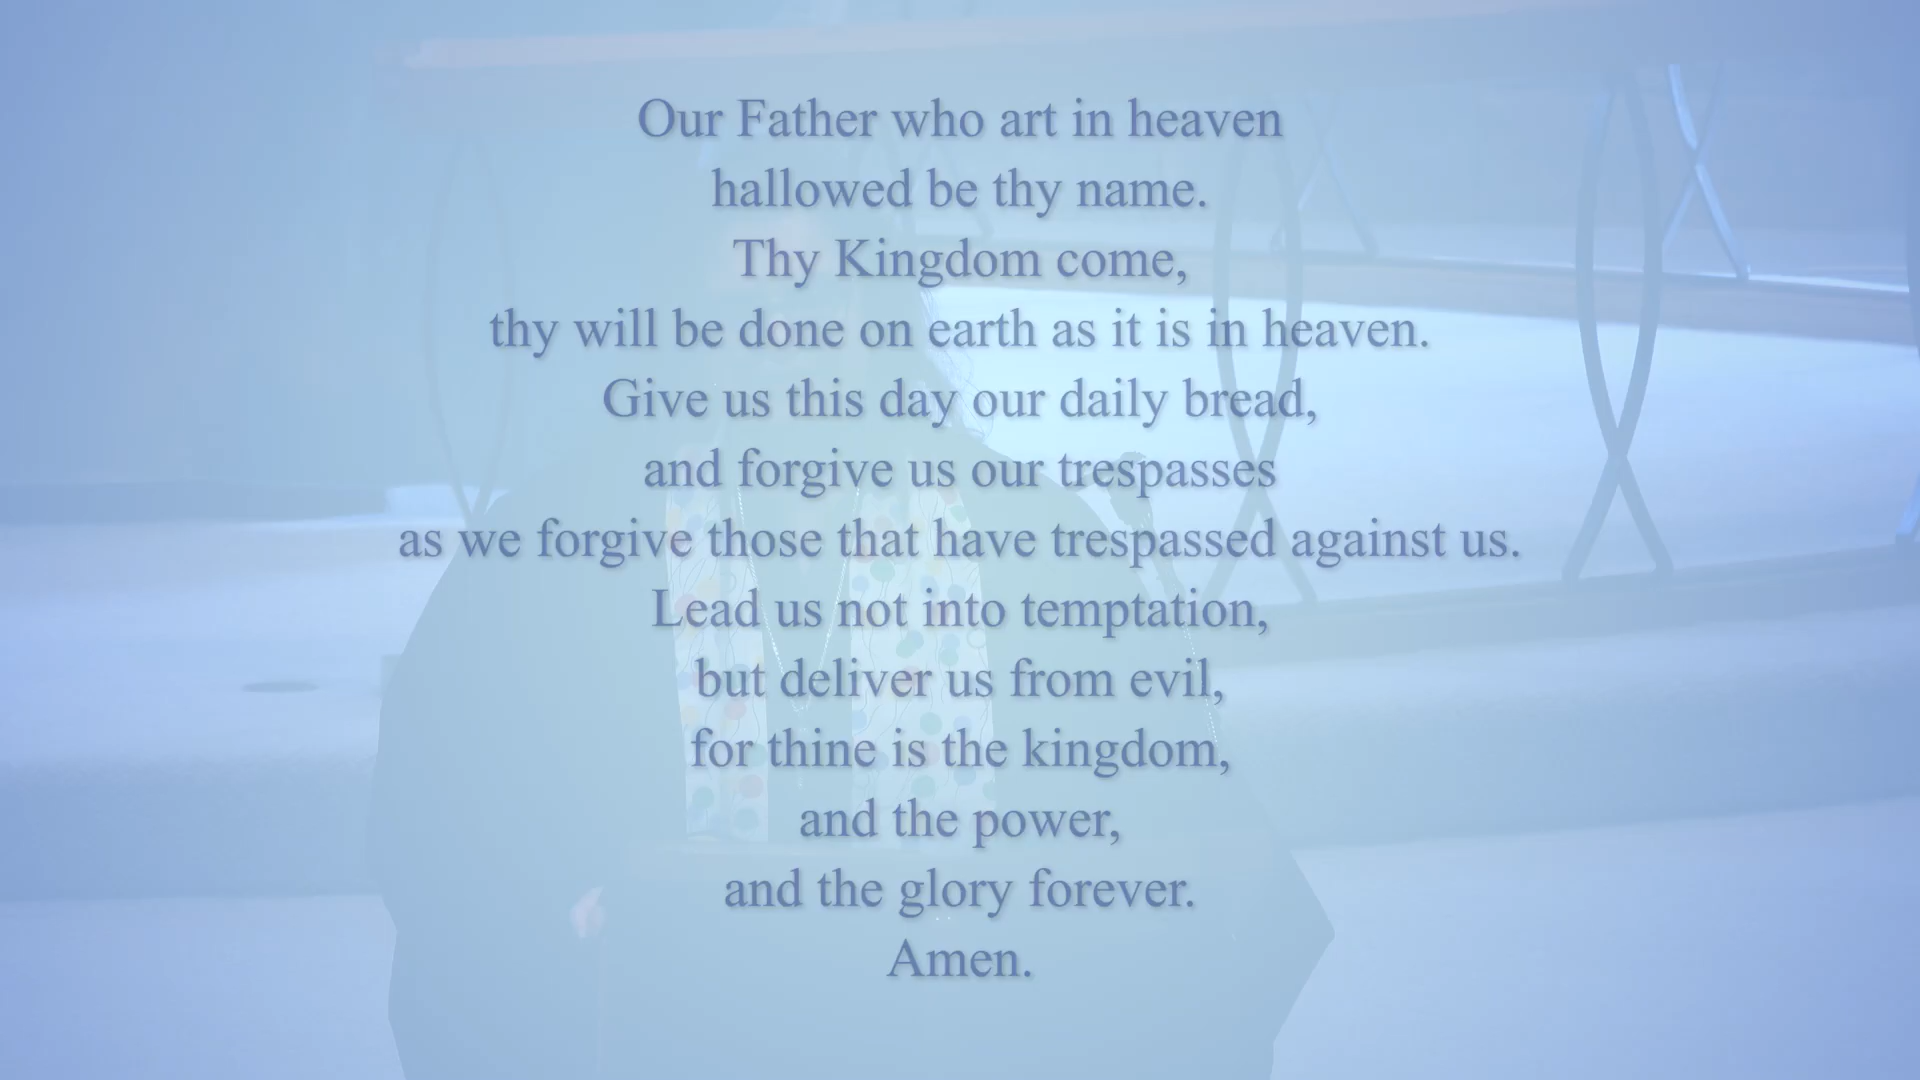 Our Father who art in heaven
hallowed be thy name.
Thy Kingdom come,
thy will be done on earth as it is in heaven.
Give us this day our daily bread,
and forgive us our trespasses
as we forgive those that have trespassed against us.
Lead us not into temptation,
but deliver us from evil,
for thine is the kingdom,
and the power,
and the glory forever.
Amen.